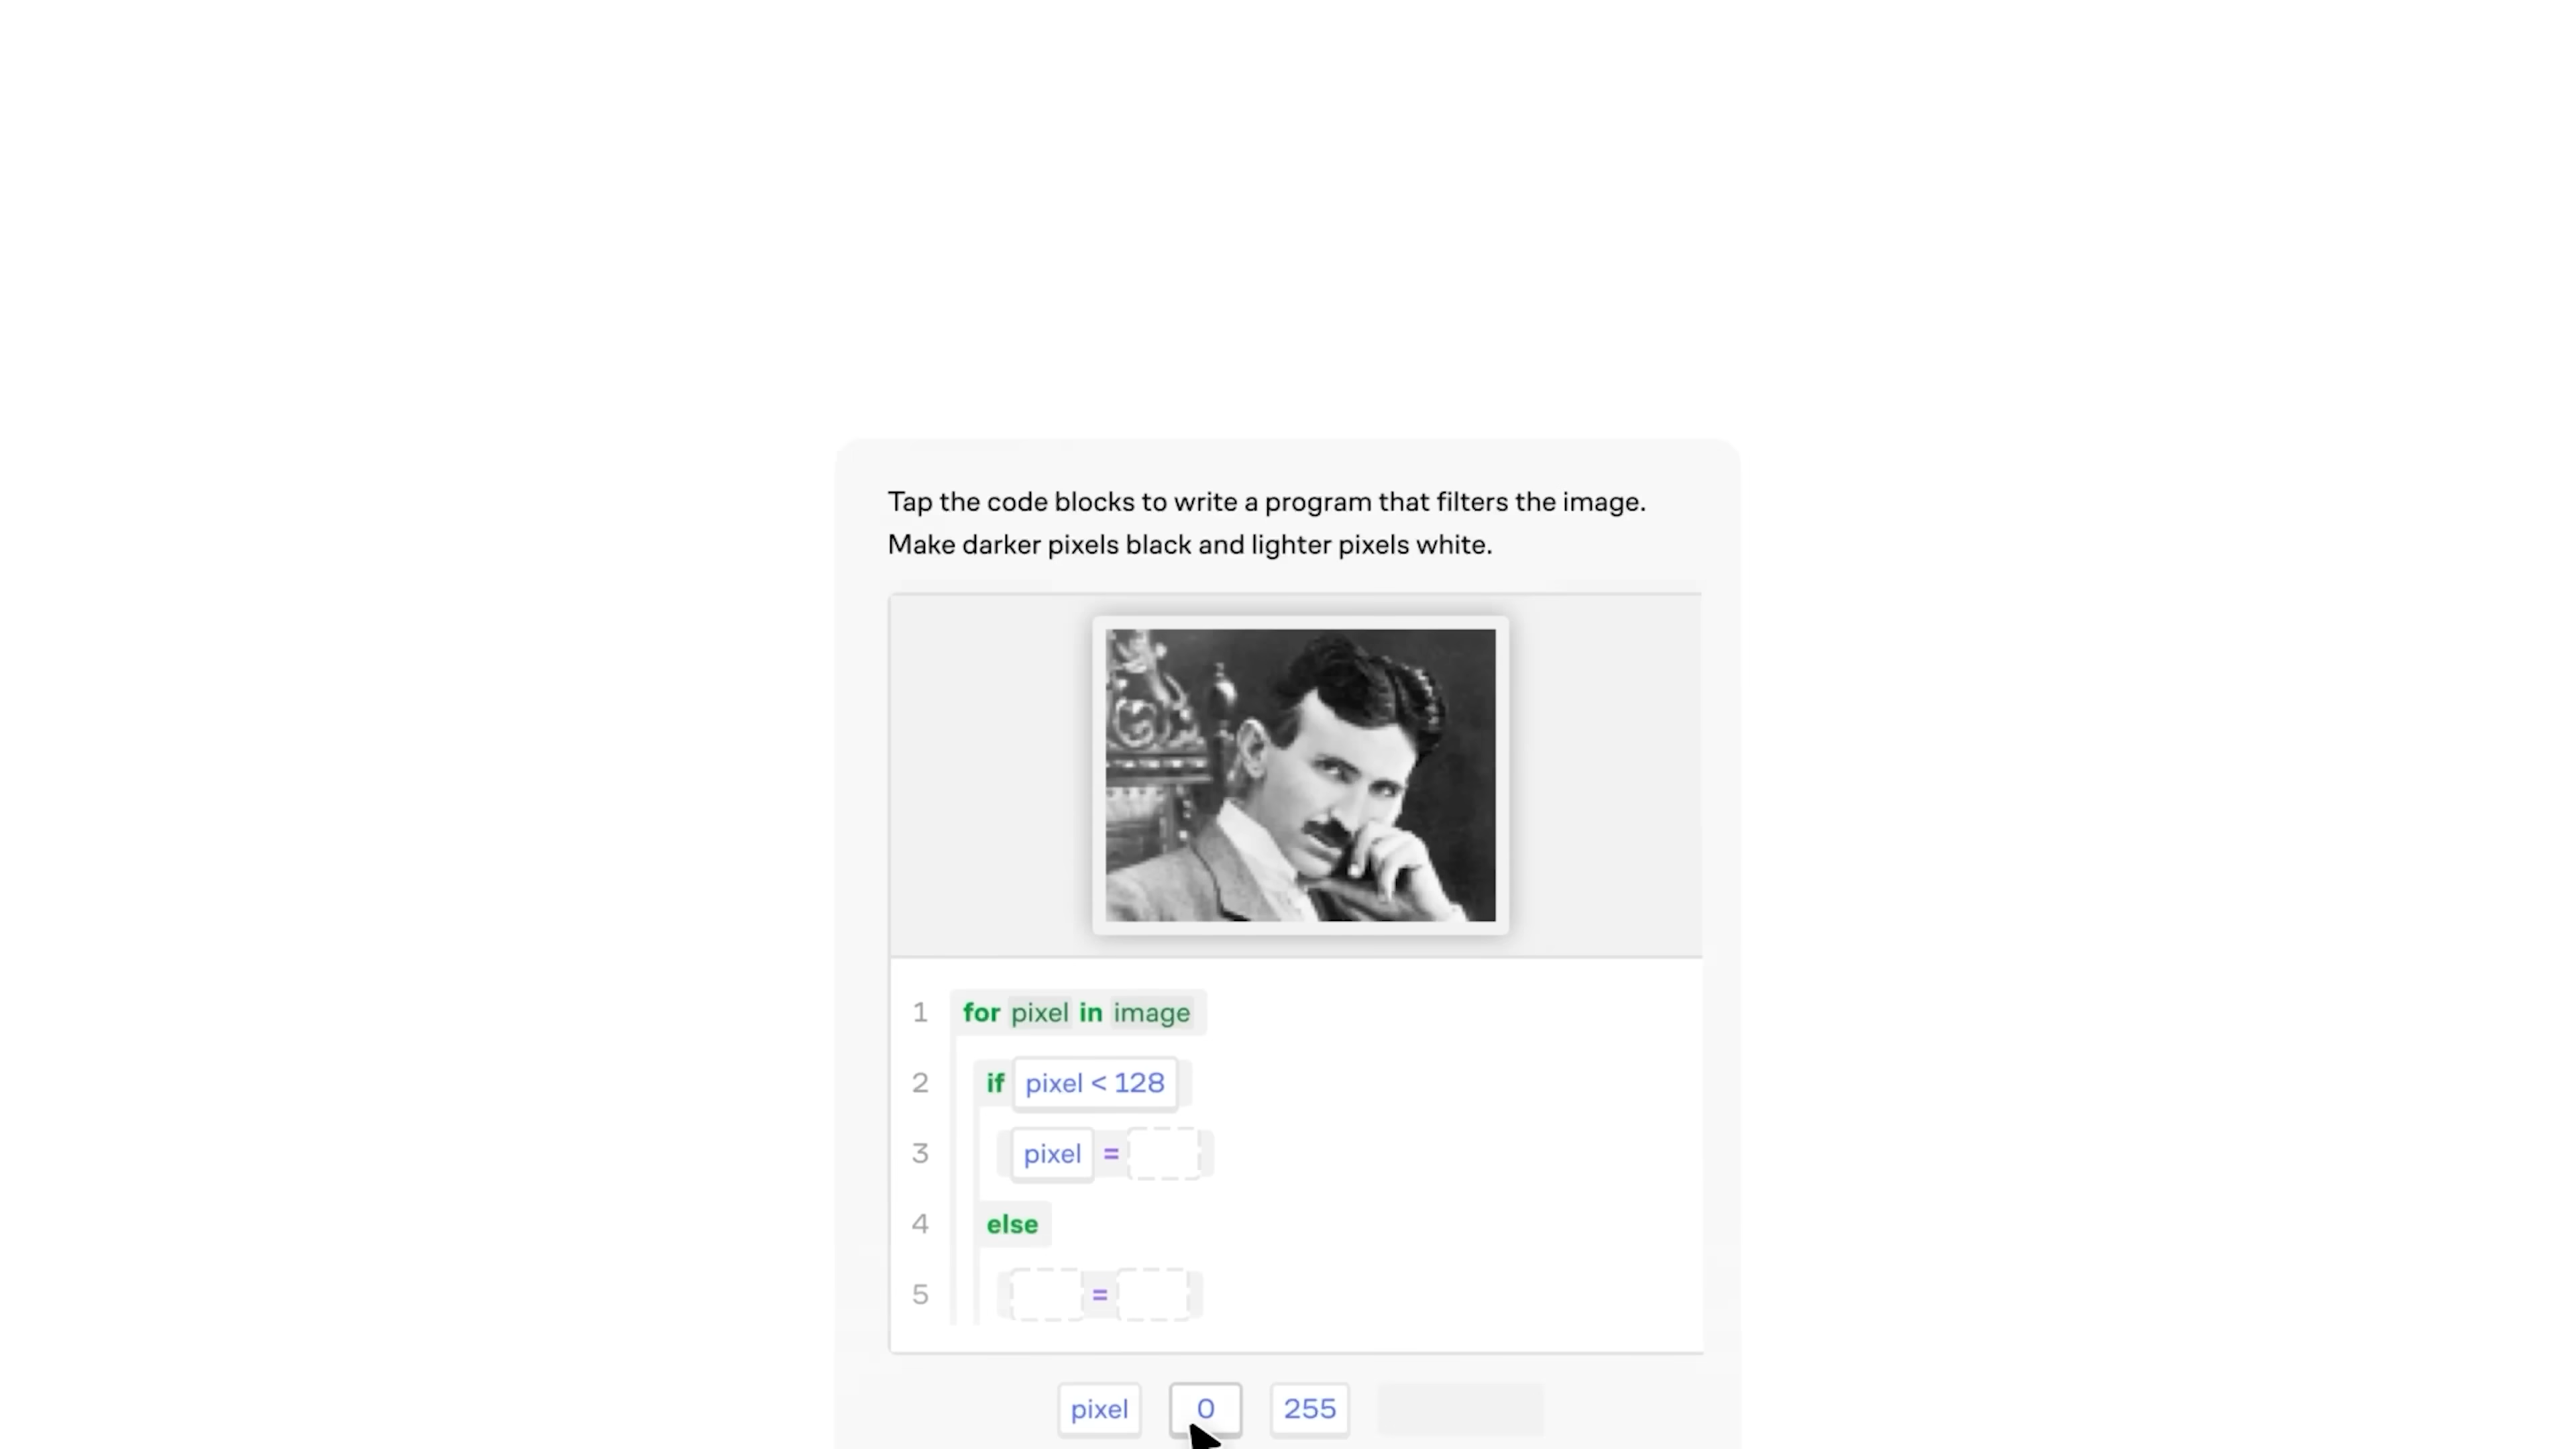 Tap the code blocks to write a program that filters the image.
Make darker pixels black and lighter pixels white.
1 for pixel in image
2 if pixel < 128
3 pixel =
4 else
5 =
pixel 0 255